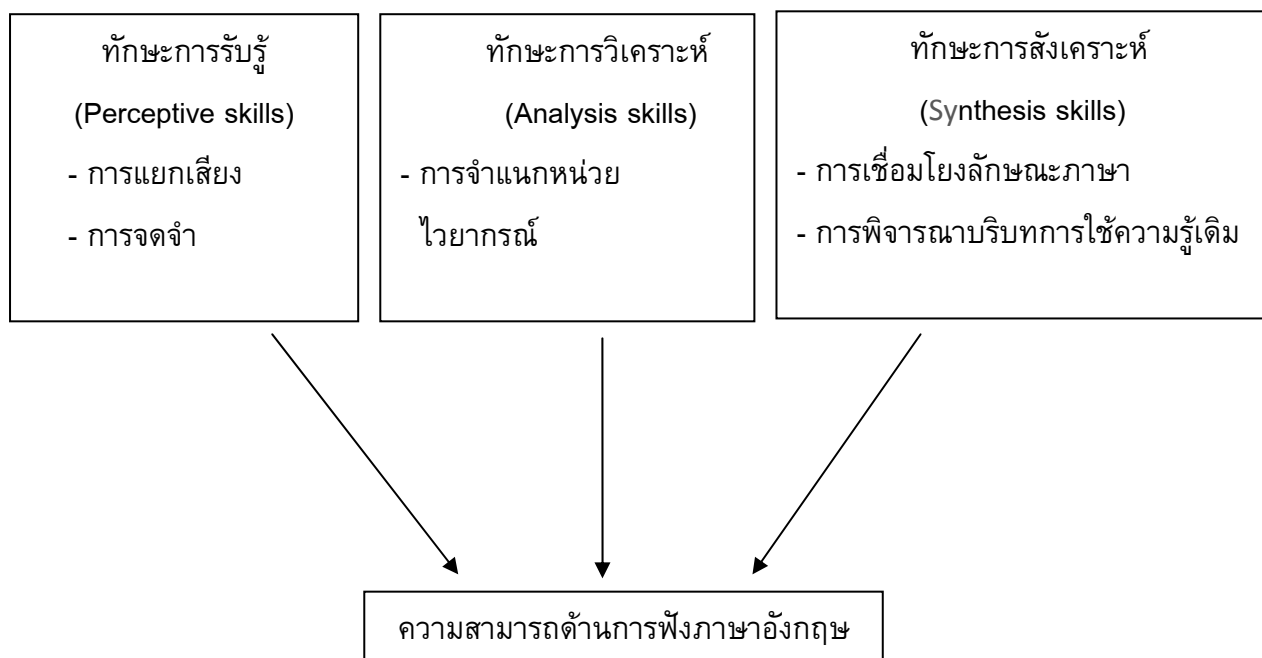 ทักษะการรับรู้
(Perceptive skills)
- การแยกเสียง
- การจดจำ
ทักษะการวิเคราะห์
(Analysis skills)
- การจำแนกหน่วย
ไวยากรณ์
ทักษะการสังเคราะห์
(Synthesis skills)
- การเชื่อมโยงลักษณะภาษา
- การพิจารณาบริบทการใช้ความรู้เดิม
ความสามารถด้านการฟังภาษาอังกฤษ